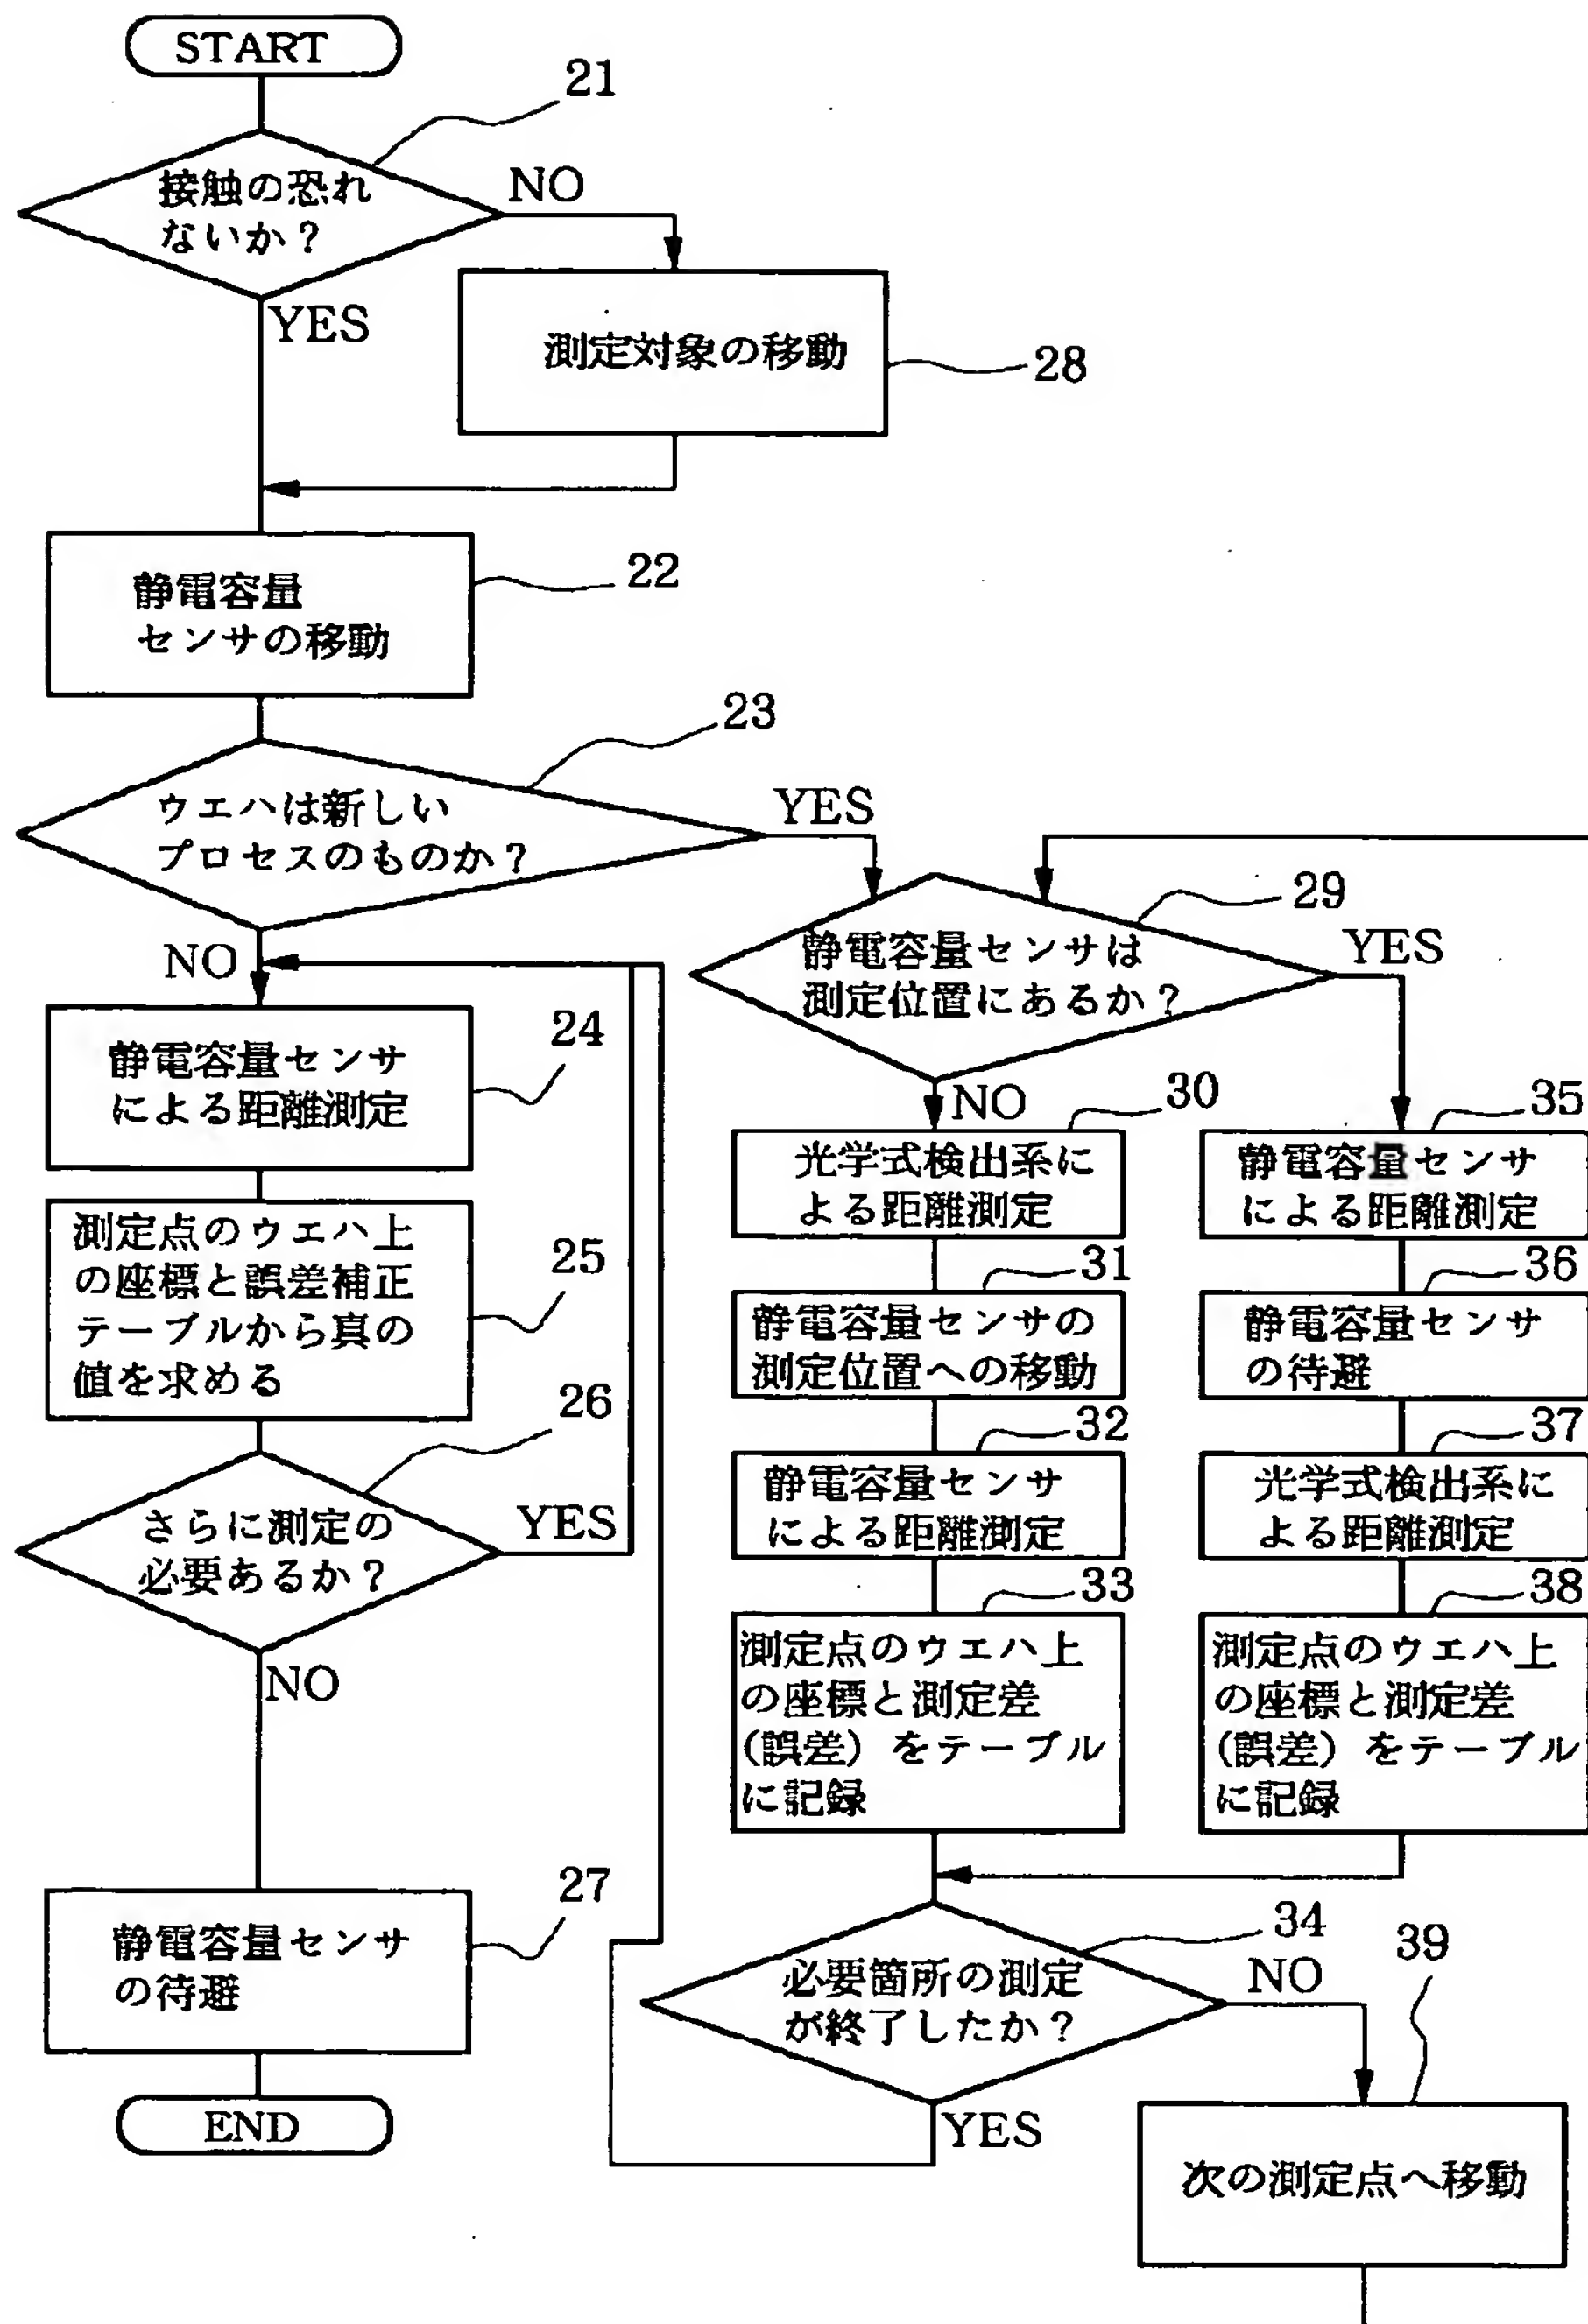 START
21
接触の恐れ
ないか？
NO
YES
測定対象の移動
28
静電容量
センサの移動
22
23
ウエハは新しい
プロセスのものか？
YES
NO
29
静電容量センサは
測定位置にあるか？
YES
NO
静電容量センサ
による距離測定
24
測定点のウエハ上
の座標と誤差補正
テーブルから真の
値を求める
25
26
さらに測定の
必要あるか？
YES
NO
静電容量センサ
の待避
27
END
30
光学式検出系に
よる距離測定
31
静電容量センサの
測定位置への移動
32
静電容量センサ
による距離測定
33
測定点のウエハ上
の座標と測定差
(誤差）をテーブル
に記録
35
静電容量センサ
による距離測定
36
静電容量センサ
の待避
37
光学式検出系に
よる距離測定
38
測定点のウエハ上
の座標と測定差
(誤差）をテーブル
に記録
34
必要箇所の測定
が終了したか？
NO
YES
39
次の測定点へ移動